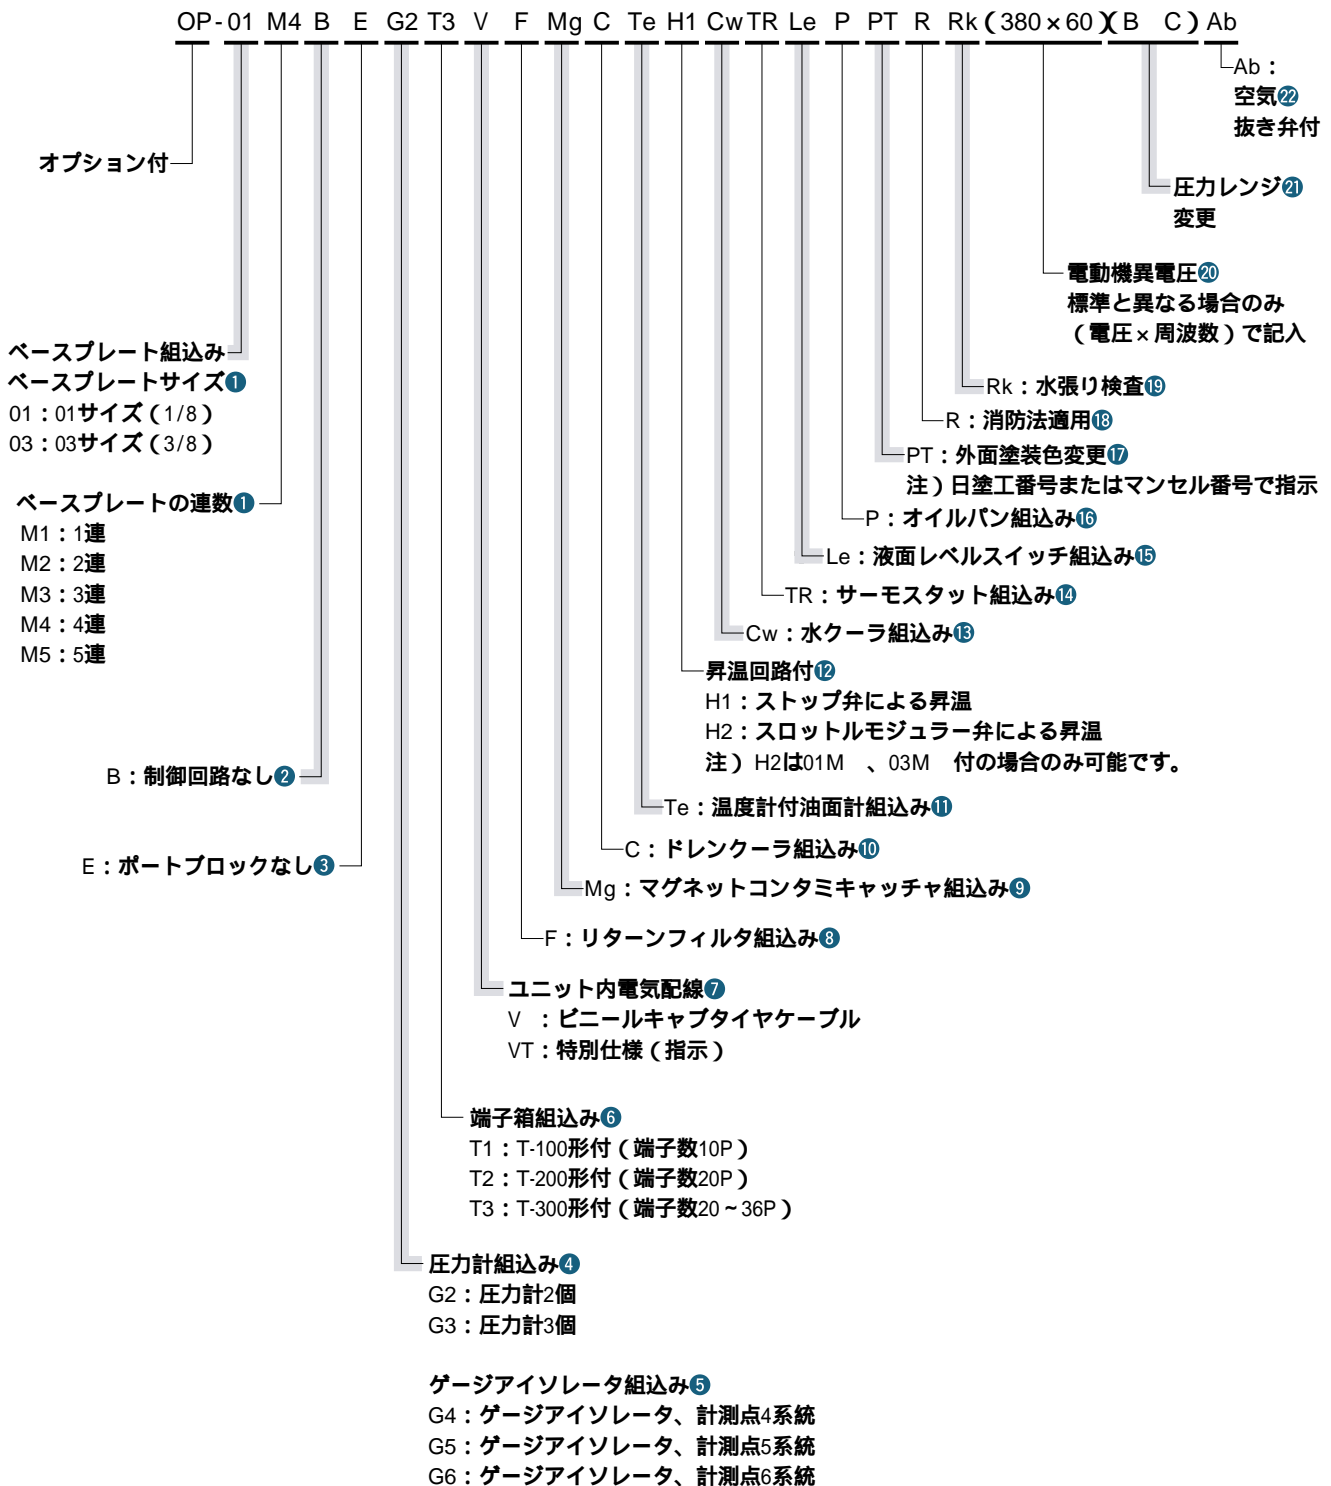 OP-01 M4 B E G2 T3 V F Mg C Te H1 Cw TR Le P PT R Rk (380×60)(B C) Ab
Ab：
空気㉒
抜き弁付
オプション付
圧力レンジ㉑
変更
電動機異電圧⑳
標準と異なる場合のみ
（電圧×周波数）で記入
ベースプレート組込み
ベースプレートサイズ❶
01：01サイズ（1/8）
03：03サイズ（3/8）
Rk：水張り検査⑲
R：消防法適用⑱
PT：外面塗装色変更⑰
注）日塗工番号またはマンセル番号で指示
ベースプレートの連数❶
M1：1連
M2：2連
M3：3連
M4：4連
M5：5連
P：オイルパン組込み⑯
Le：液面レベルスイッチ組込み⑮
TR：サーモスタット組込み⑭
Cw：水クーラ組込み⑬
昇温回路付⑫
H1：ストップ弁による昇温
H2：スロットルモジュラー弁による昇温
注）H2は01M　、03M　付の場合のみ可能です。
B：制御回路なし❷
Te：温度計付油面計組込み⑪
C：ドレンクーラ組込み⑩
E：ポートブロックなし❸
Mg：マグネットコンタミキャッチャ組込み❾
F：リターンフィルタ組込み❽
ユニット内電気配線❼
V ：ビニールキャブタイヤケーブル
VT：特別仕様（指示）
端子箱組込み❻
T1：T-100形付（端子数10P）
T2：T-200形付（端子数20P）
T3：T-300形付（端子数20~36P）
圧力計組込み❹
G2：圧力計2個
G3：圧力計3個
ゲージアイソレータ組込み❺
G4：ゲージアイソレータ、計測点4系統
G5：ゲージアイソレータ、計測点5系統
G6：ゲージアイソレータ、計測点6系統